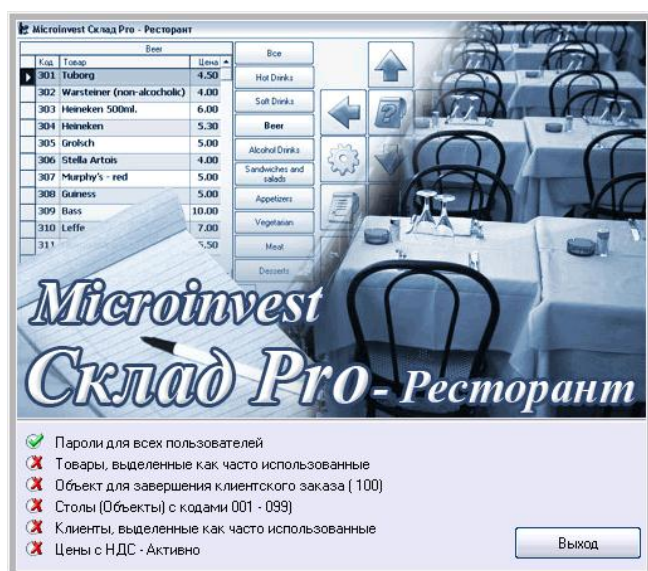 Microinvest Склад Pro - Ресторант
Beer
Код Товар Цена
301 Tuborg 4.50
302 Warsteiner (non-alcocholic) 4.00
303 Heineken 500ml. 6.00
304 Heineken 5.30
305 Grolsch 5.00
306 Stella Artois 4.00
307 Murphy's - red 5.00
308 Guiness 5.00
309 Bass 10.00
310 Leffe 7.00
311 5.50
Все
Hot Drinks
Soft Drinks
Beer
Alcohol Drinks
Sandwiches and
salads
Appetizers
Vegetarian
Meat
Desserts
Microinvest
Склад Pro - Ресторант
Пароли для всех пользователей
Товары, выделенные как часто использованные
Объект для завершения клиентского заказа ( 100)
Столы (Объекты) с кодами 001 - 099)
Клиенты, выделенные как часто использованные
Цены с НДС - Активно
Выход